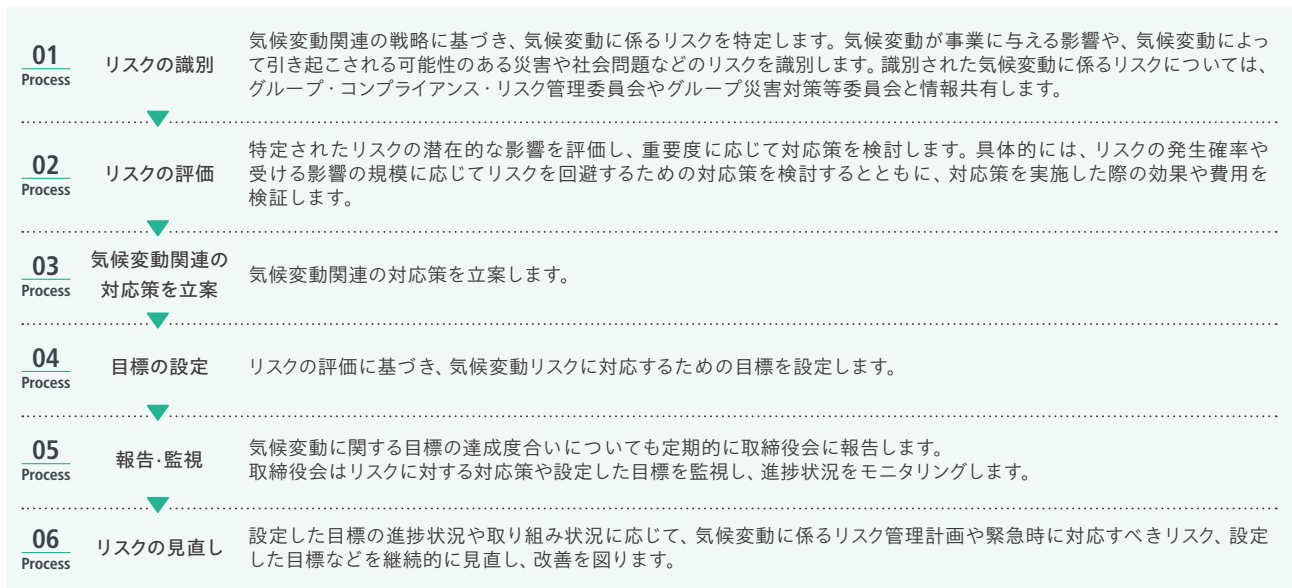 01
Process
リスクの識別
気候変動関連の戦略に基づき、気候変動に係るリスクを特定します。気候変動が事業に与える影響や、気候変動によっ
て引き起こされる可能性のある災害や社会問題などのリスクを識別します。識別された気候変動に係るリスクについては、
グループ・コンプライアンス・リスク管理委員会やグループ災害対策等委員会と情報共有します。
02
Process
リスクの評価
特定されたリスクの潜在的な影響を評価し、重要度に応じて対応策を検討します。具体的には、リスクの発生確率や
受ける影響の規模に応じてリスクを回避するための対応策を検討するとともに、対応策を実施した際の効果や費用を
検証します。
03
Process
気候変動関連の
対応策を立案
気候変動関連の対応策を立案します。
04
Process
目標の設定
リスクの評価に基づき、気候変動リスクに対応するための目標を設定します。
05
Process
報告・監視
気候変動に関する目標の達成度合いについても定期的に取締役会に報告します。
取締役会はリスクに対する対応策や設定した目標を監視し、進捗状況をモニタリングします。
06
Process
リスクの見直し
設定した目標の進捗状況や取り組み状況に応じて、気候変動に係るリスク管理計画や緊急時に対応すべきリスク、設定
した目標などを継続的に見直し、改善を図ります。